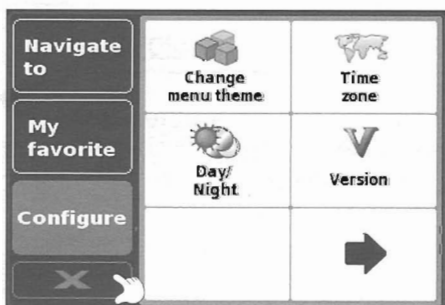 Navigate
to
My
favorite
Configure
Change
menu theme
Time
zone
Day/
Night
V
Version